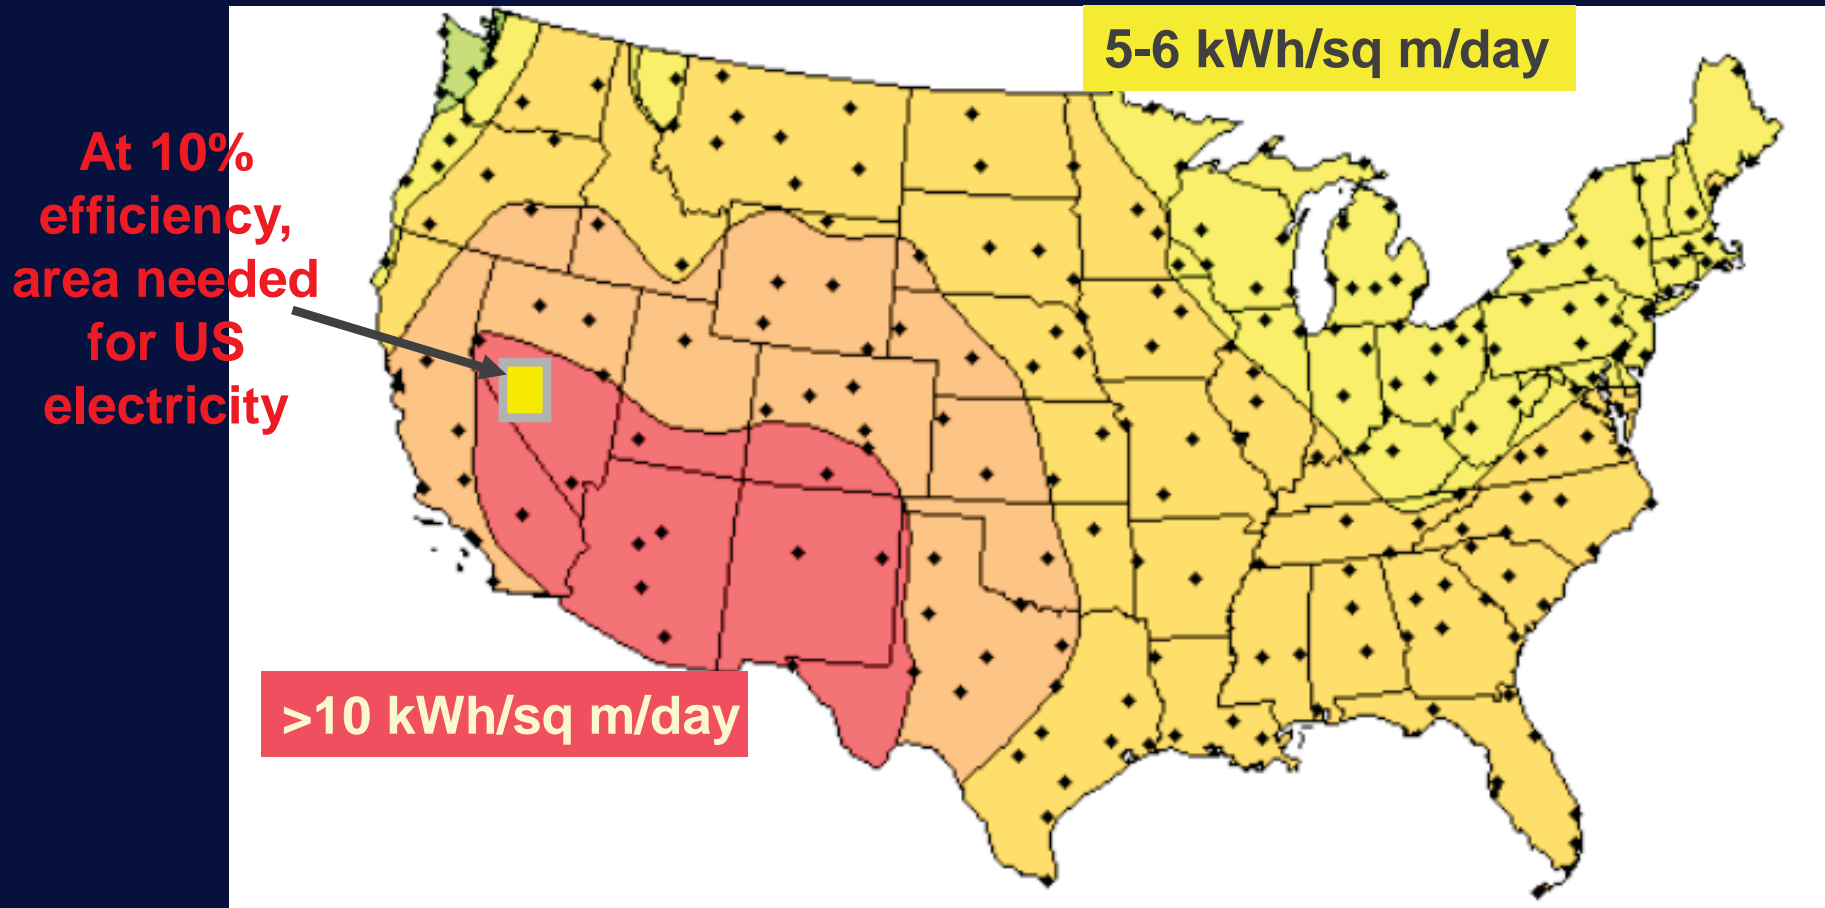 5-6 kWh/sq m/day
At 10%
efficiency,
area needed
for US
electricity
>10 kWh/sq m/day